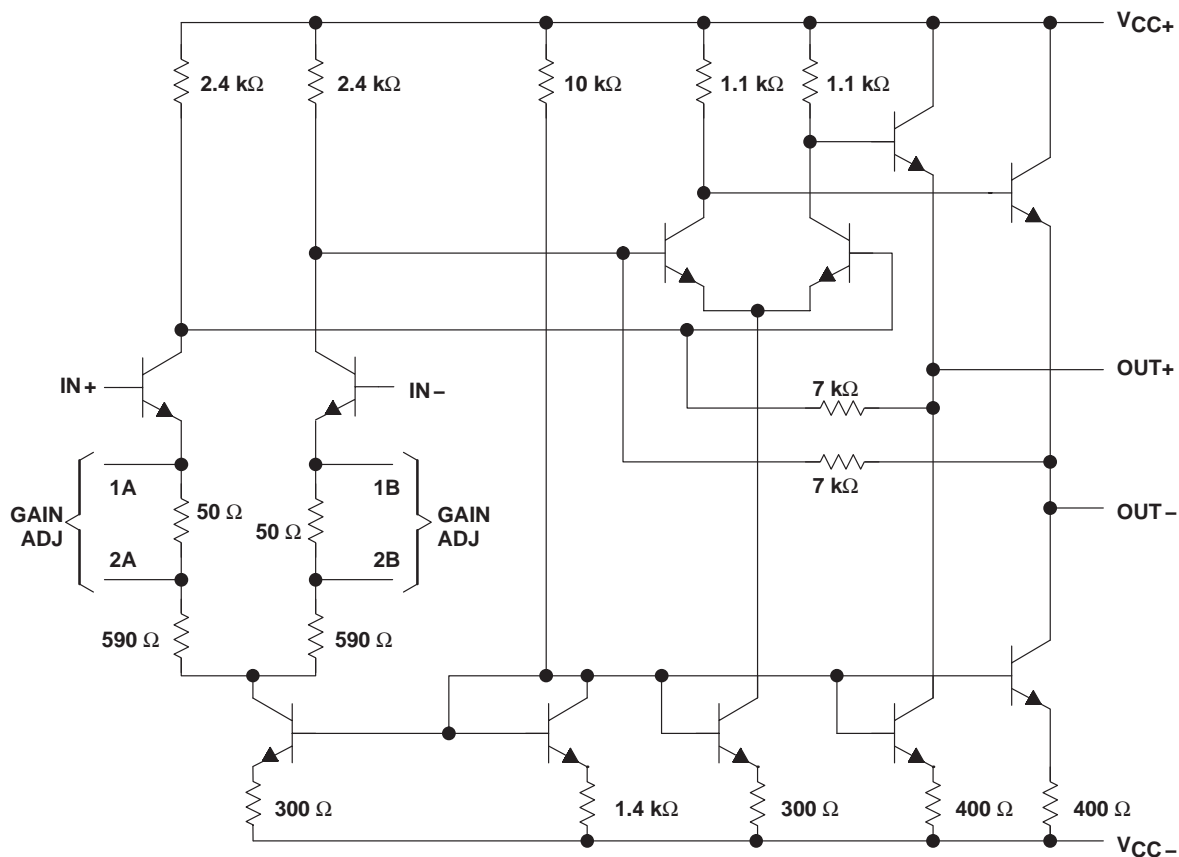 VCC+
2.4 kΩ
2.4 kΩ
10 kΩ
1.1 kΩ
1.1 kΩ
IN+
IN−
OUT+
7 kΩ
7 kΩ
OUT−
GAIN
ADJ
1A
50 Ω
2A
50 Ω
1B
2B
GAIN
ADJ
590 Ω
590 Ω
300 Ω
1.4 kΩ
300 Ω
400 Ω
400 Ω
VCC−